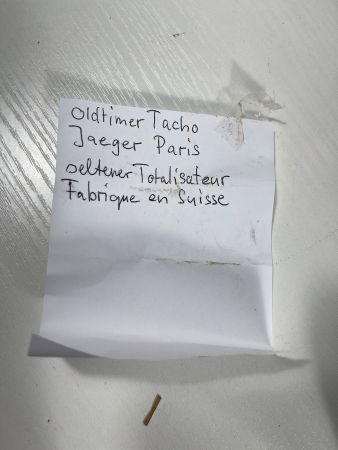 Oldtimer Tacho
Jaeger Paris
seltener Totalisateur
Fabrique en Suisse